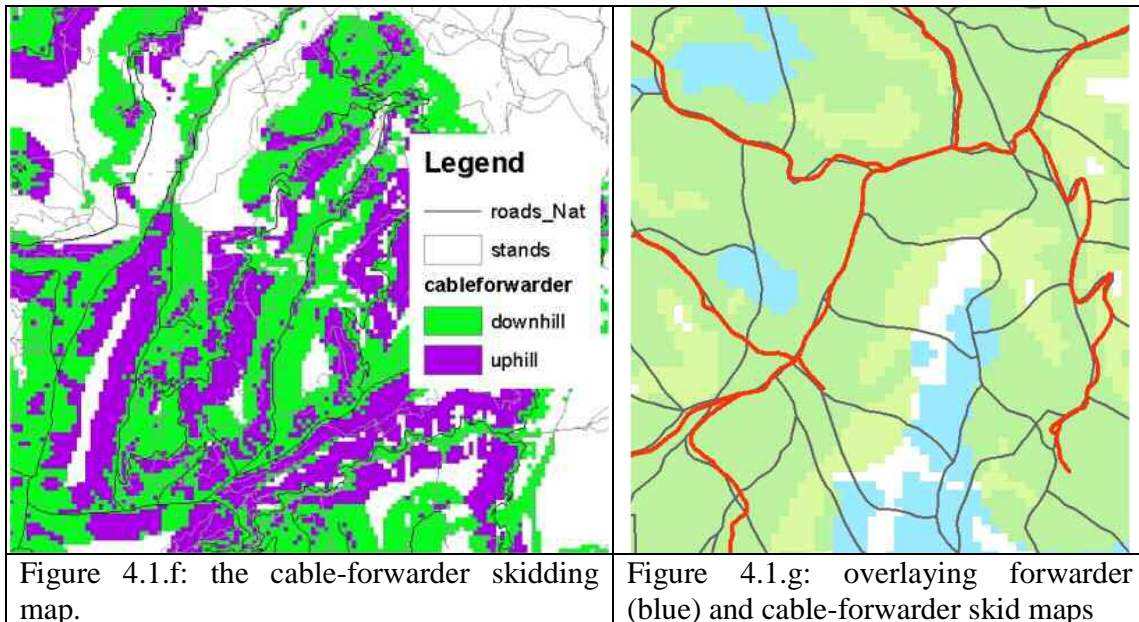 Legend
roads_Nat
stands
cableforwarder
downhill
uphill
Figure 4.1.f: the cable-forwarder skidding
map.
Figure 4.1.g: overlaying forwarder
(blue) and cable-forwarder skid maps